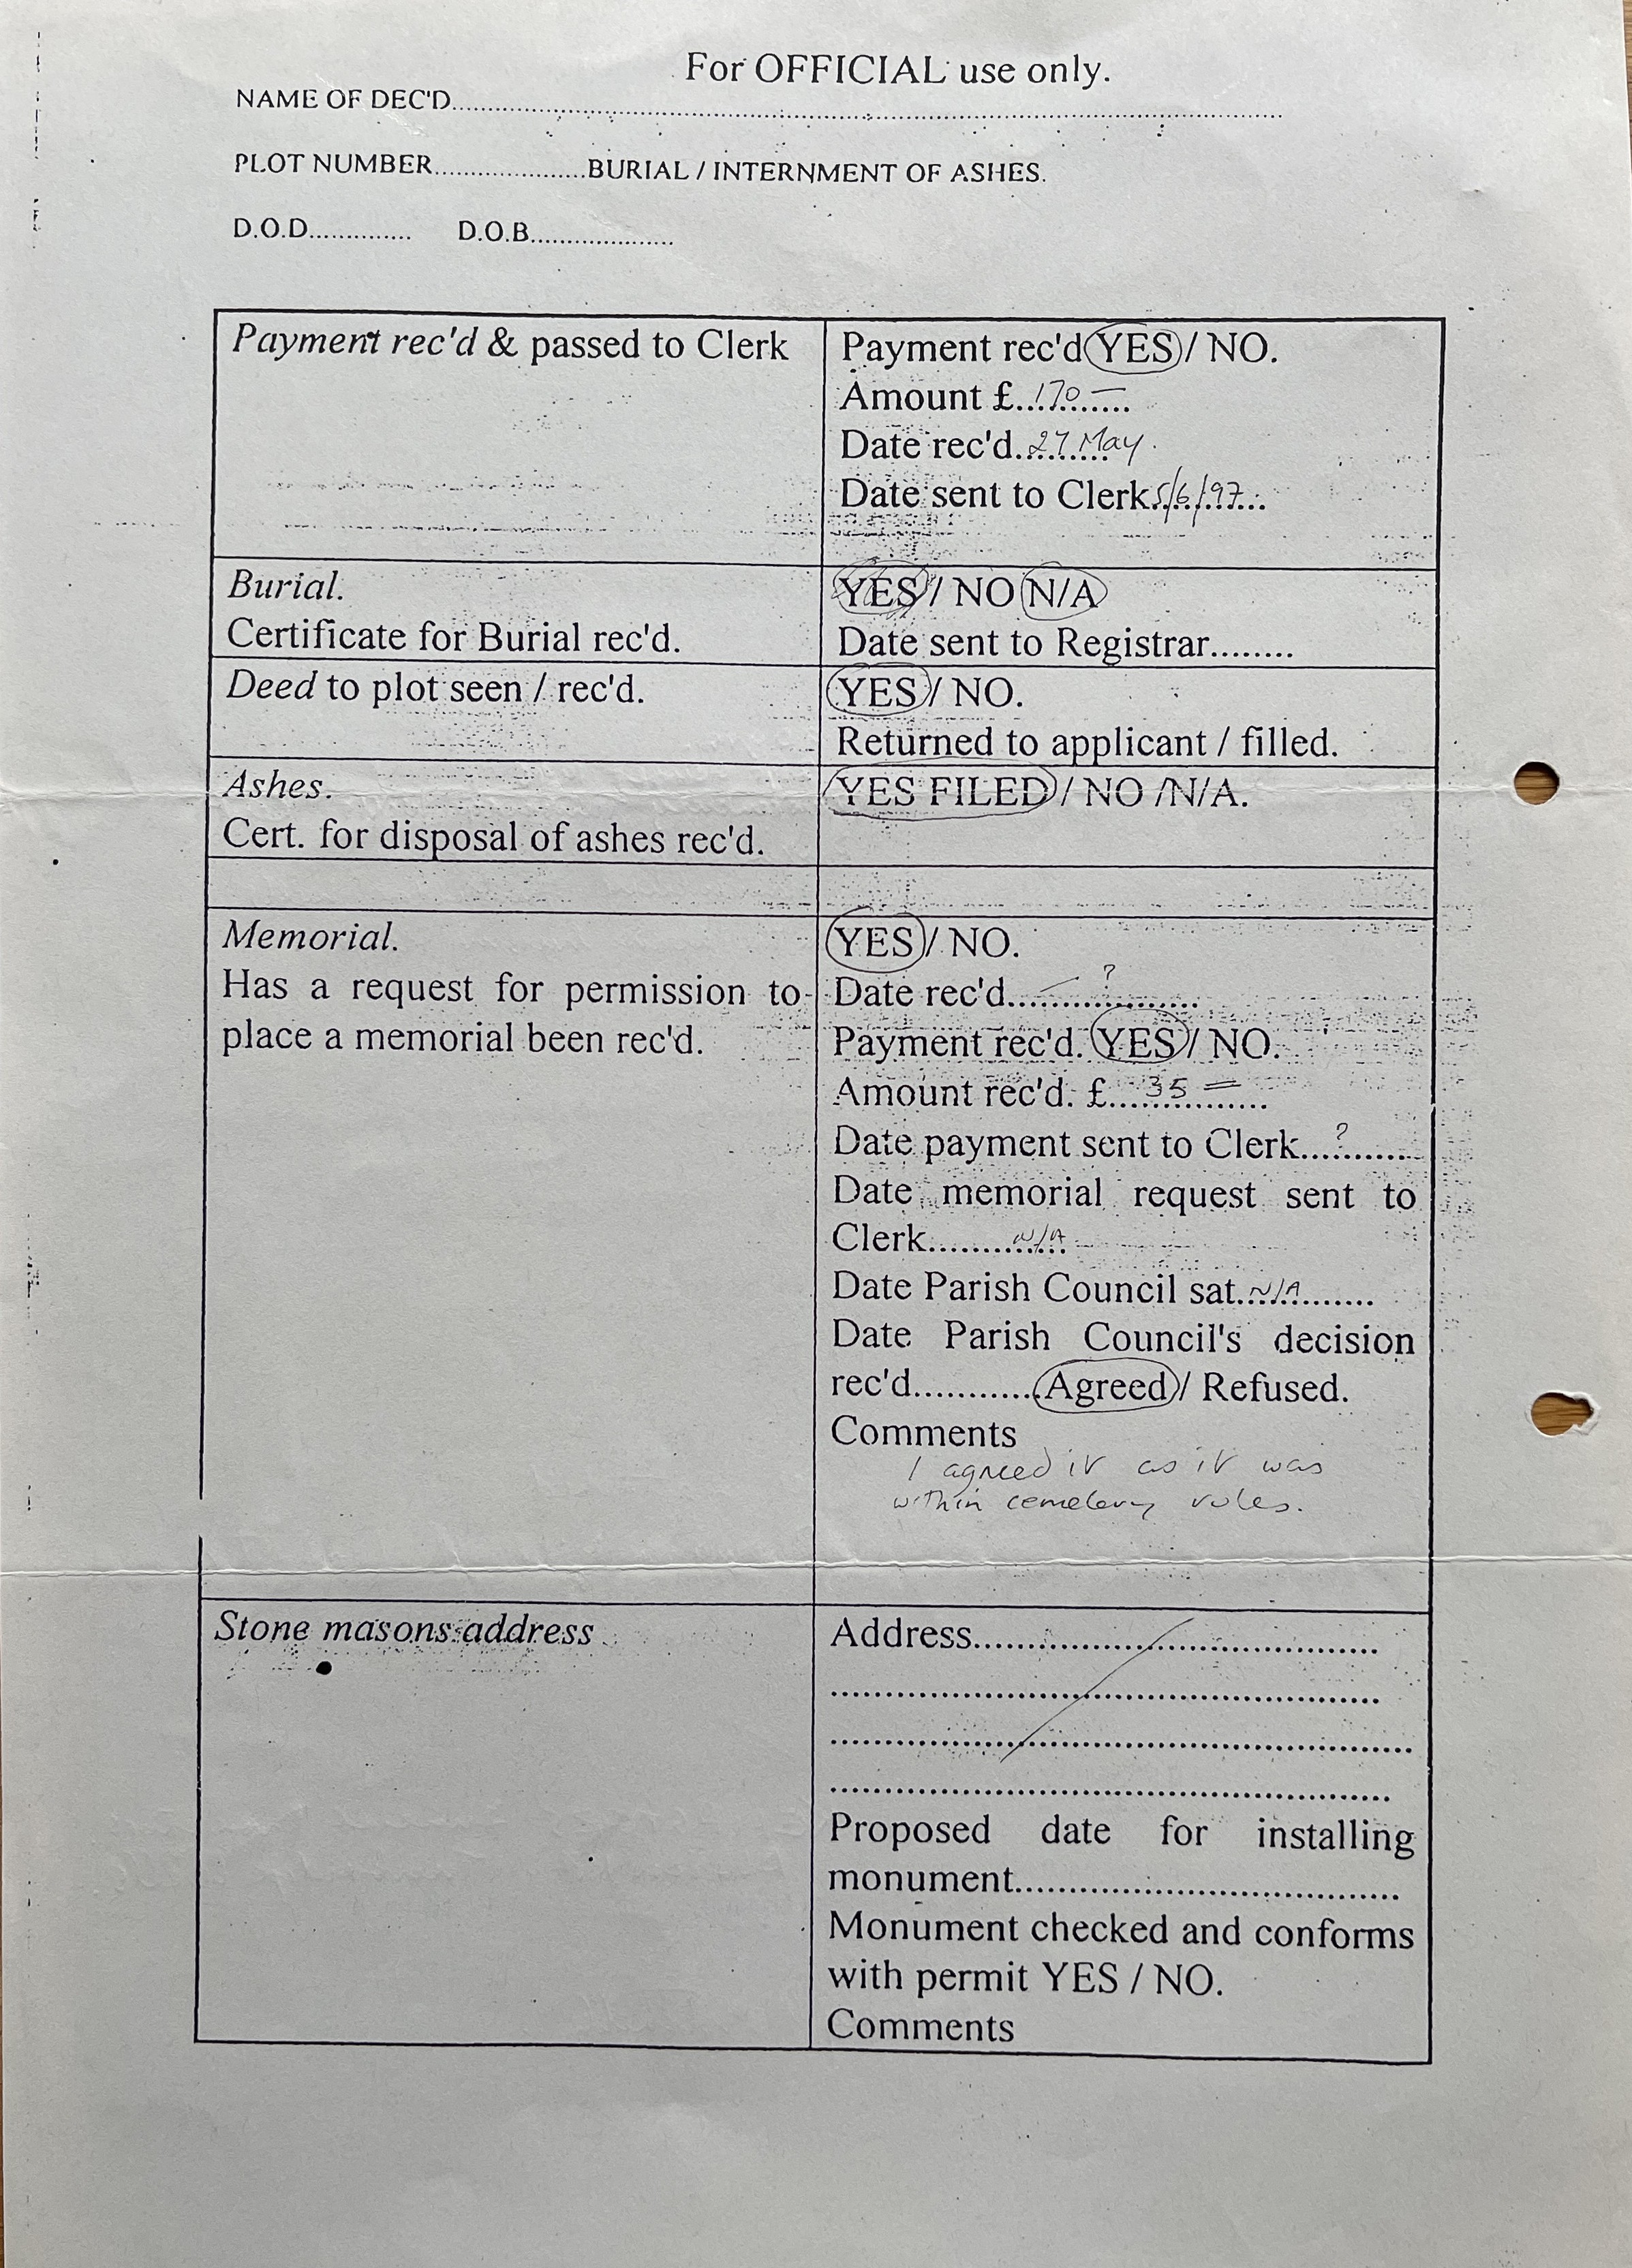 For OFFICIAL use only.
NAME OF DEC'D..............................
PLOT NUMBER....................BURIAL / INTERNMENT OF ASHES.
D.O.D.............. D.O.B...................
Payment rec'd & passed to Clerk
Payment rec'd YES / NO.
Amount £..170 —....
Date rec'd..27 May.
Date sent to Clerk 5/6/97...
Burial.
Certificate for Burial rec'd.
YES / NO N/A
Date sent to Registrar........
Deed to plot seen / rec'd.
YES / NO.
Returned to applicant / filled.
Ashes.
Cert. for disposal of ashes rec'd.
YES FILED / NO /N/A.
Memorial.
Has a request for permission to
place a memorial been rec'd.
YES / NO.
Date rec'd....— ?........
Payment rec'd. YES / NO.
Amount rec'd. £...35 =......
Date payment sent to Clerk...?......
Date memorial request sent to
Clerk........N/A
Date Parish Council sat..N/A........
Date Parish Council's decision
rec'd............Agreed / Refused.
Comments
I agreed it as it was
within cemetery rules.
Stone masons address
Address........................................
....................................................
....................................................
....................................................
Proposed date for installing
monument....................................
Monument checked and conforms
with permit YES / NO.
Comments